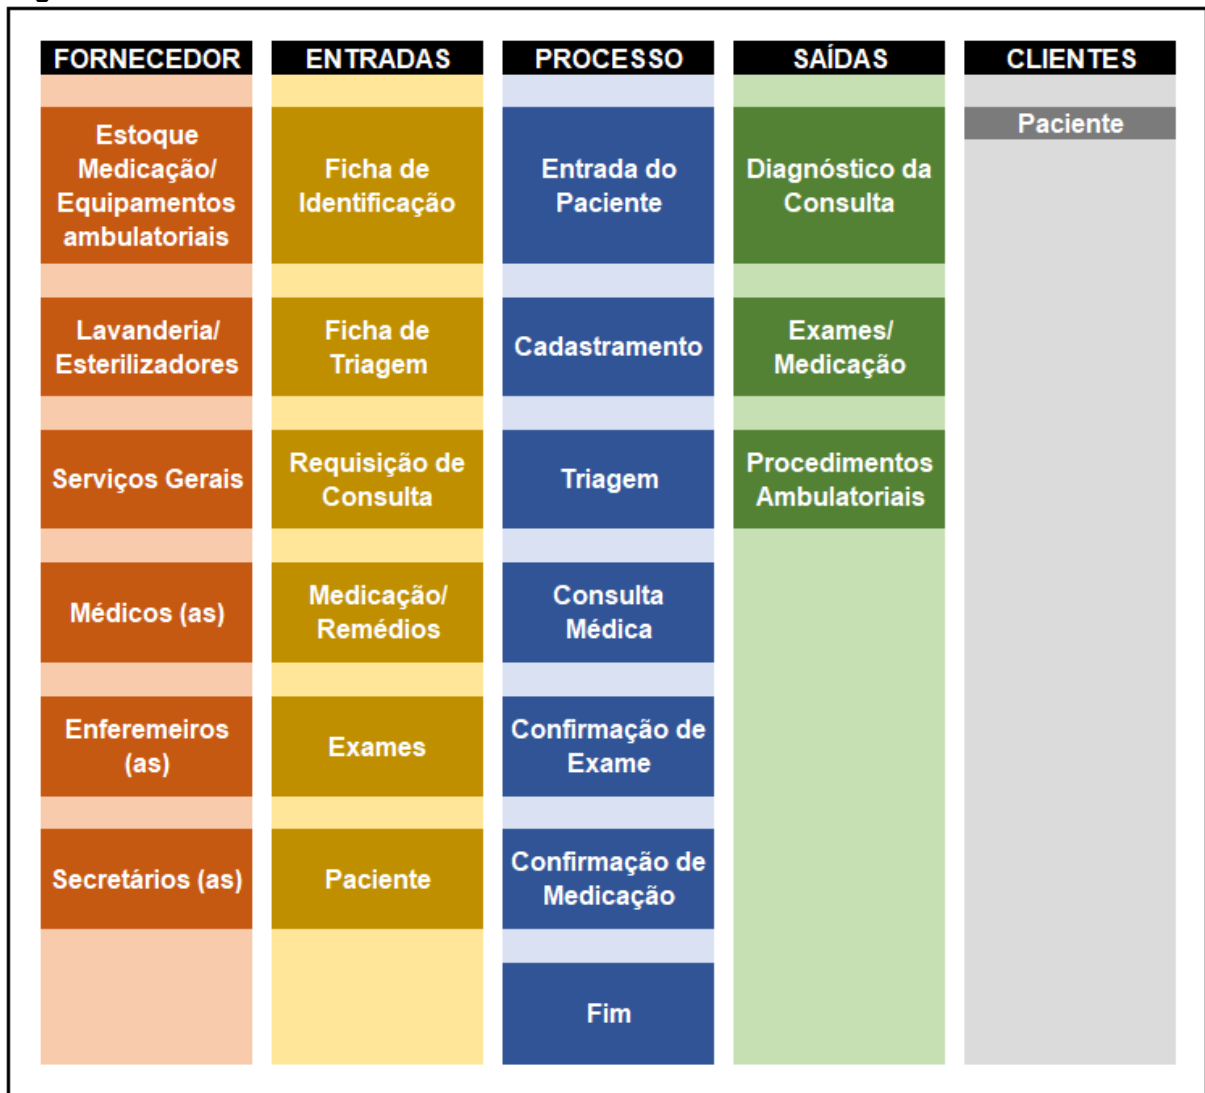 FORNECEDOR
ENTRADAS
PROCESSO
SAÍDAS
CLIENTES
Estoque
Medicação/
Equipamentos
ambulatoriais
Ficha de
Identificação
Entrada do
Paciente
Diagnóstico da
Consulta
Paciente
Lavanderia/
Esterilizadores
Ficha de
Triagem
Cadastramento
Exames/
Medicação
Serviços Gerais
Requisição de
Consulta
Triagem
Procedimentos
Ambulatoriais
Médicos (as)
Medicação/
Remédios
Consulta
Médica
Enferemeiros
(as)
Exames
Confirmação de
Exame
Secretários (as)
Paciente
Confirmação de
Medicação
Fim